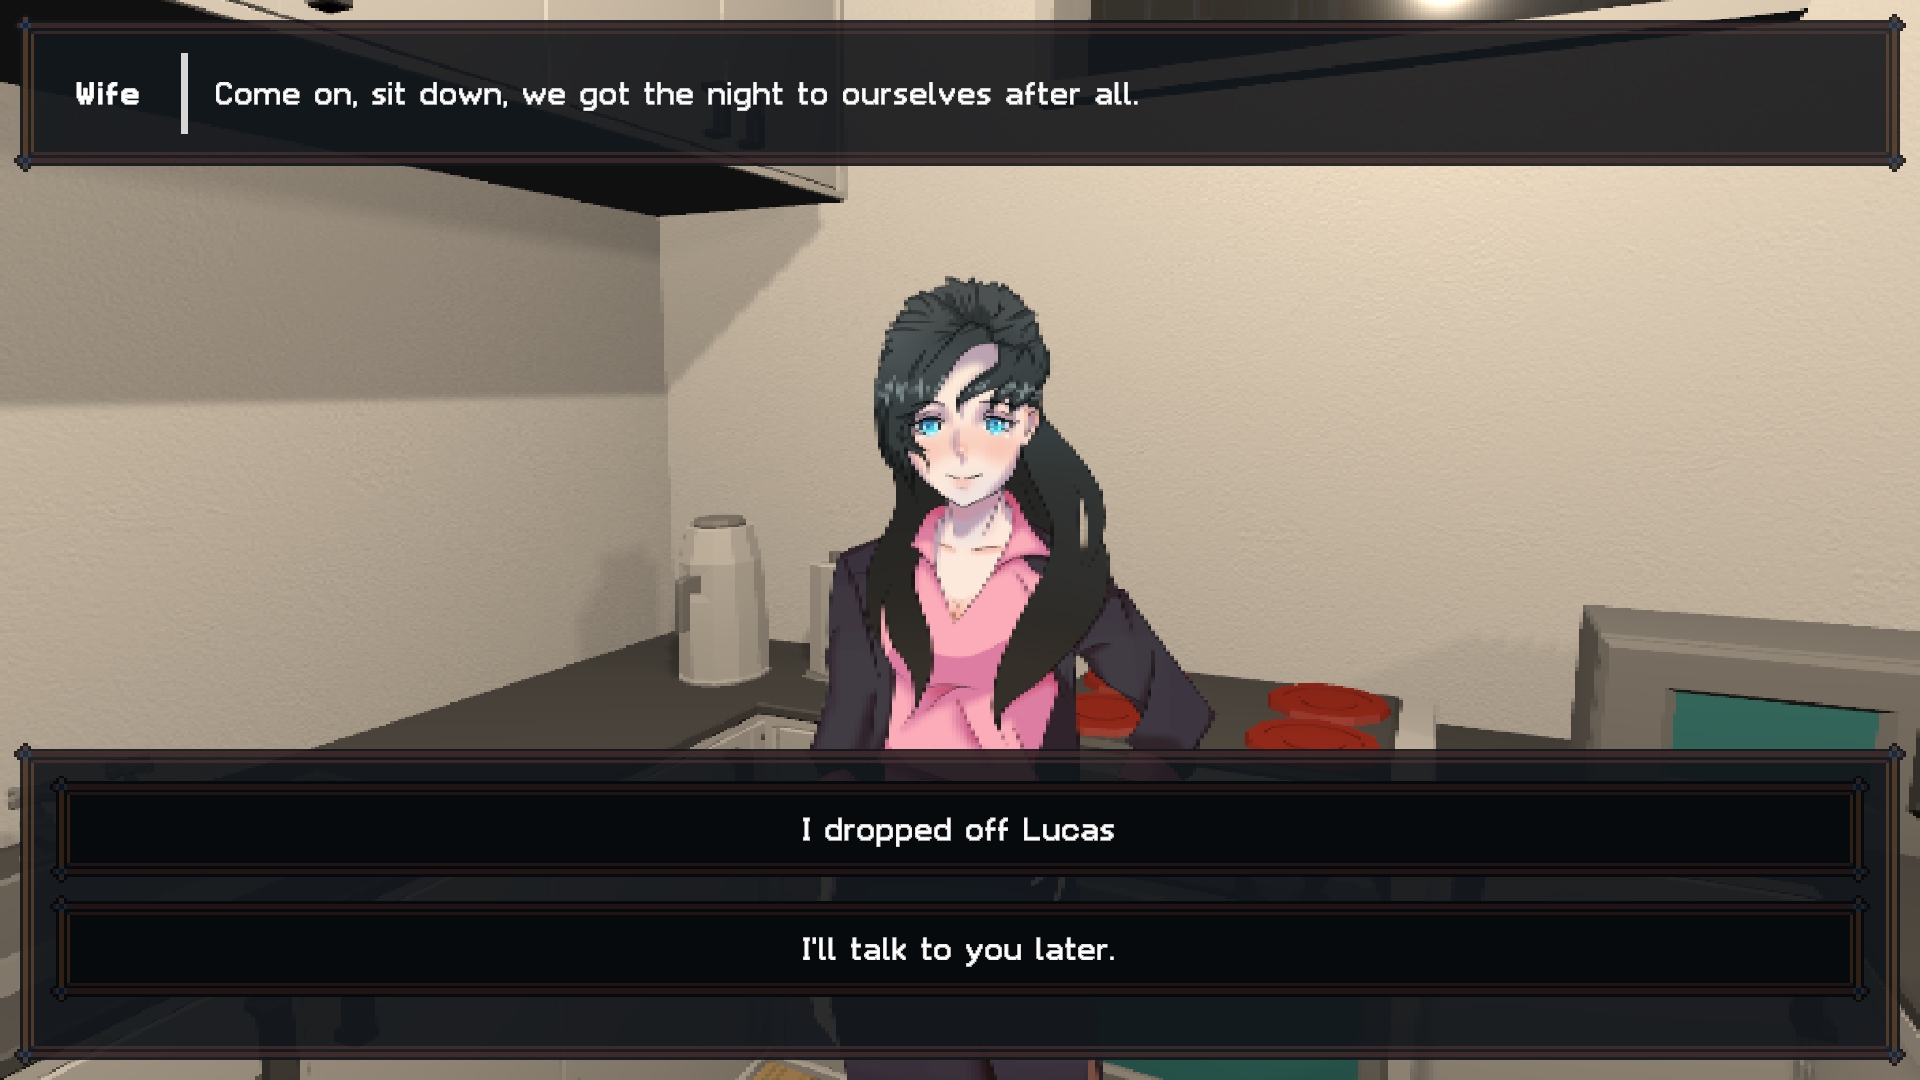 Wife
Come on, sit down, we got the night to ourselves after all.
I dropped off Lucas
I'll talk to you later.